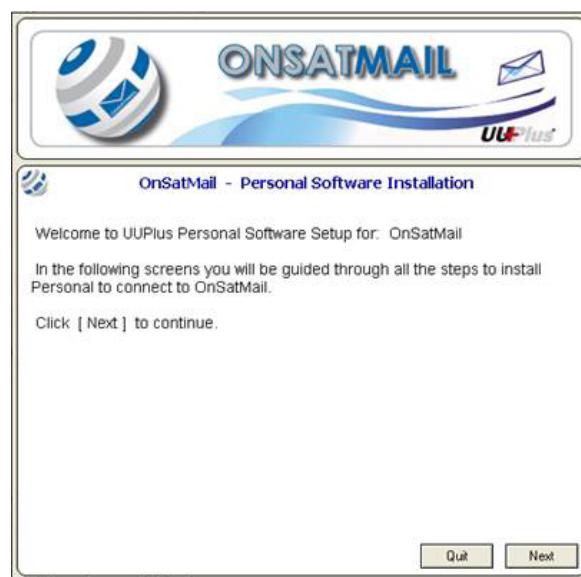 ONSATMAIL
UUPlus
OnSatMail - Personal Software Installation
Welcome to UUPlus Personal Software Setup for: OnSatMail
In the following screens you will be guided through all the steps to install
Personal to connect to OnSatMail.
Click [ Next ] to continue.
Quit Next